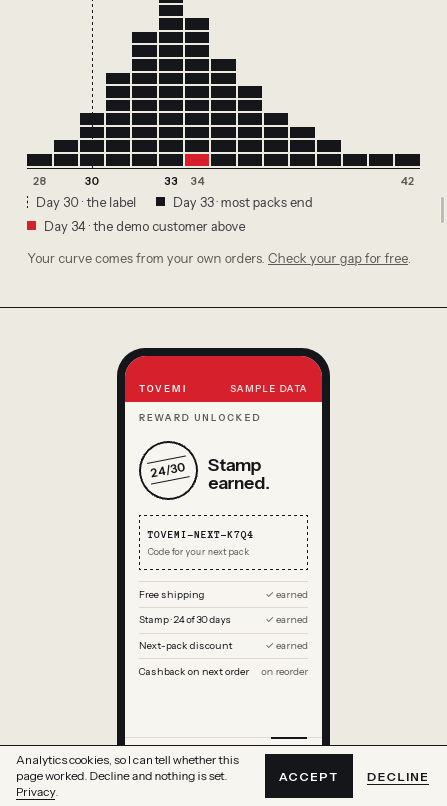 28 30 33 34 42
Day 30 · the label Day 33 · most packs end
Day 34 · the demo customer above
Your curve comes from your own orders. Check your gap for free.
TOVEMI SAMPLE DATA
REWARD UNLOCKED
24/30
Stamp
earned.
TOVEMI-NEXT-K7Q4
Code for your next pack
Free shipping ✓ earned
Stamp · 24 of 30 days ✓ earned
Next-pack discount ✓ earned
Cashback on next order on reorder
Analytics cookies, so I can tell whether this
page worked. Decline and nothing is set.
Privacy.
ACCEPT DECLINE